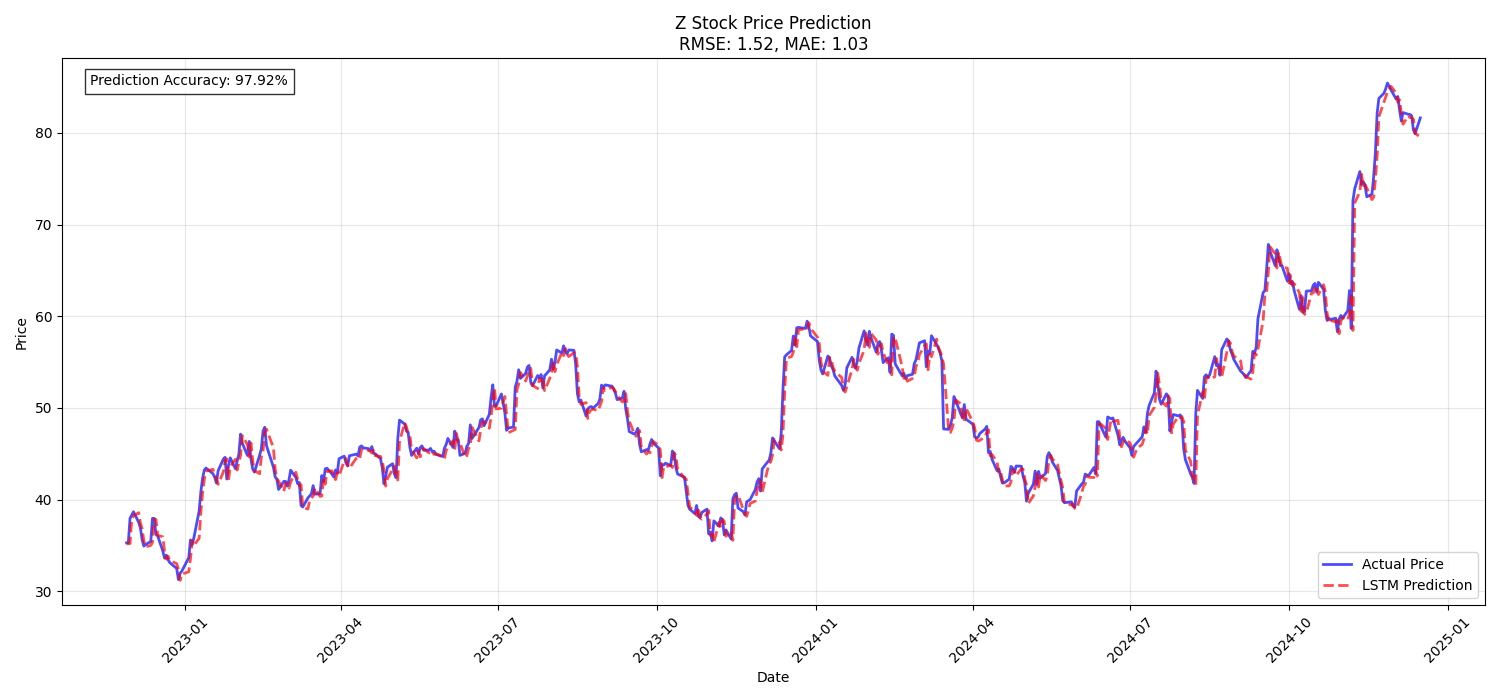 Z Stock Price Prediction
RMSE: 1.52, MAE: 1.03
Prediction Accuracy: 97.92%
80
70
60
50
40
30
Price
Actual Price
LSTM Prediction
2023-01
2023-04
2023-07
2023-10
2024-01
2024-04
2024-07
2024-10
2025-01
Date